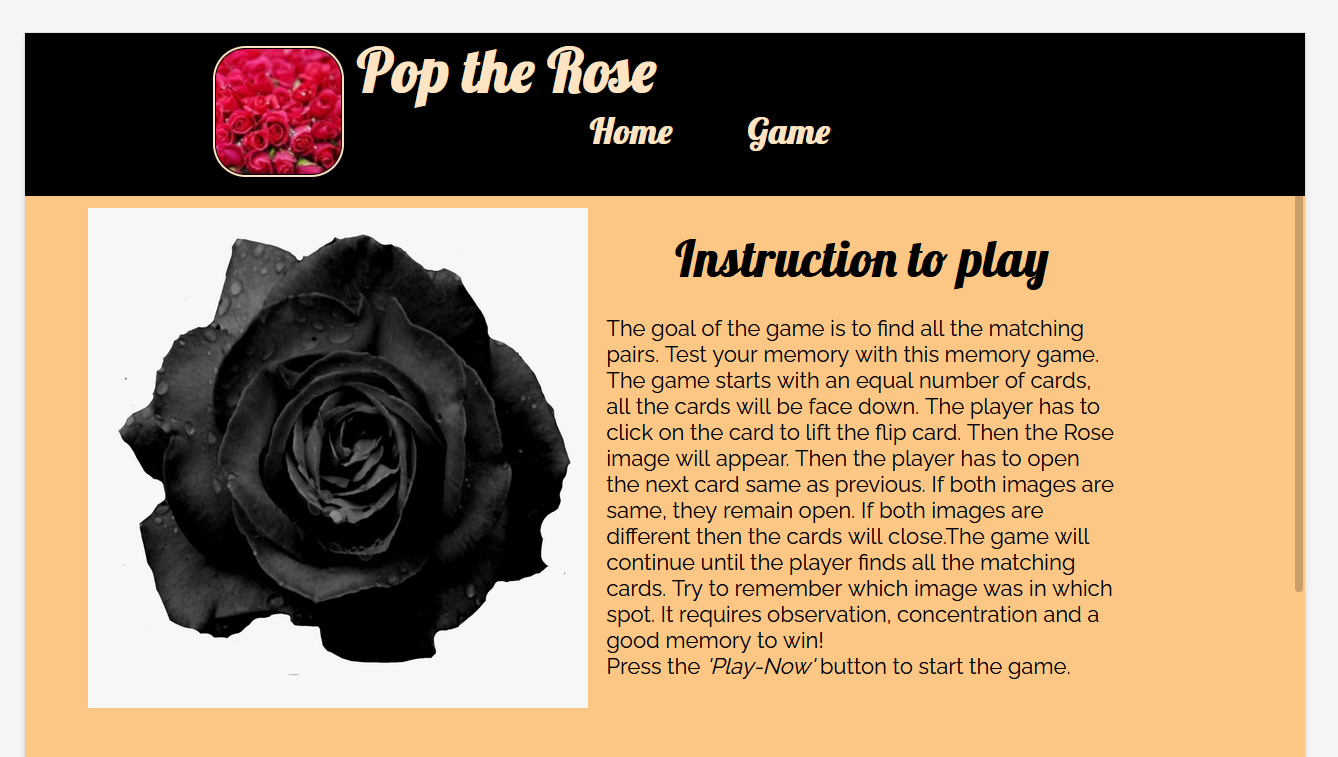 Pop the Rose
Home Game
Instruction to play
The goal of the game is to find all the matching
pairs. Test your memory with this memory game.
The game starts with an equal number of cards,
all the cards will be face down. The player has to
click on the card to lift the flip card. Then the Rose
image will appear. Then the player has to open
the next card same as previous. If both images are
same, they remain open. If both images are
different then the cards will close.The game will
continue until the player finds all the matching
cards. Try to remember which image was in which
spot. It requires observation, concentration and a
good memory to win!
Press the 'Play-Now' button to start the game.